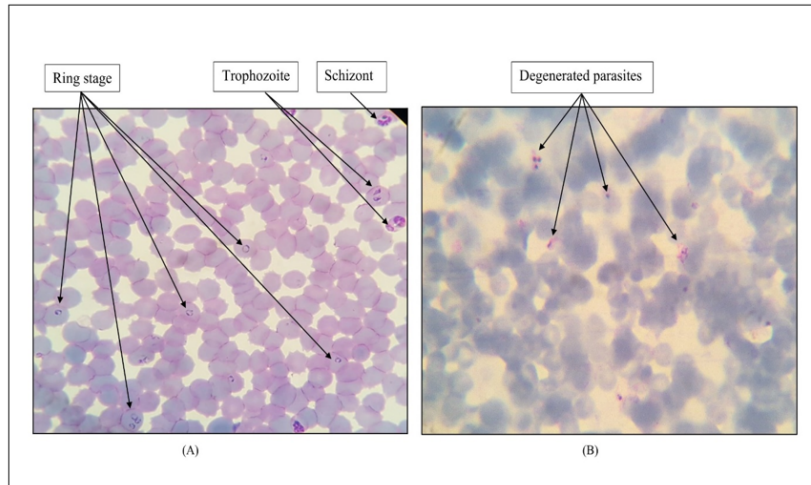 Ring stage
Trophozoite
Schizont
Degenerated parasites
(A)
(B)